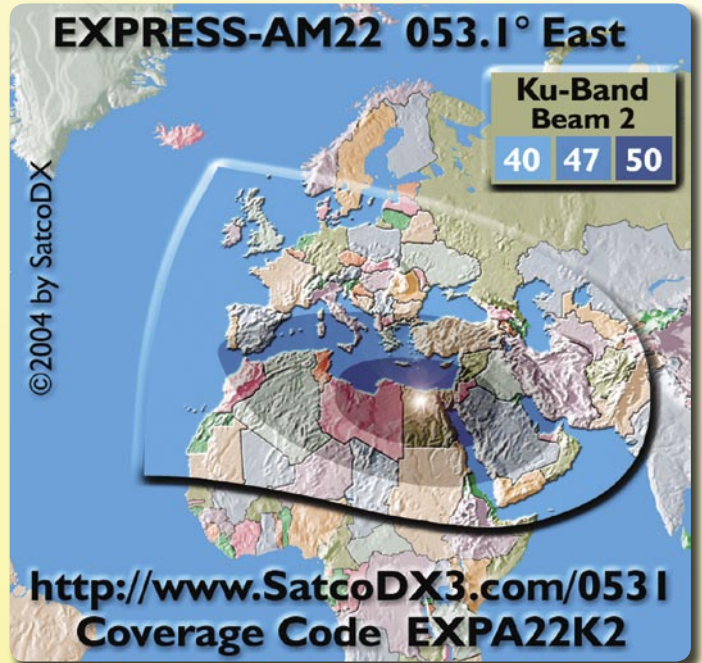 EXPRESS-AM22 053.1° East
Ku-Band
Beam 2
40 47 50
©2004 by SatcoDX
http://www.SatcoDX3.com/0531
Coverage Code EXPA22K2